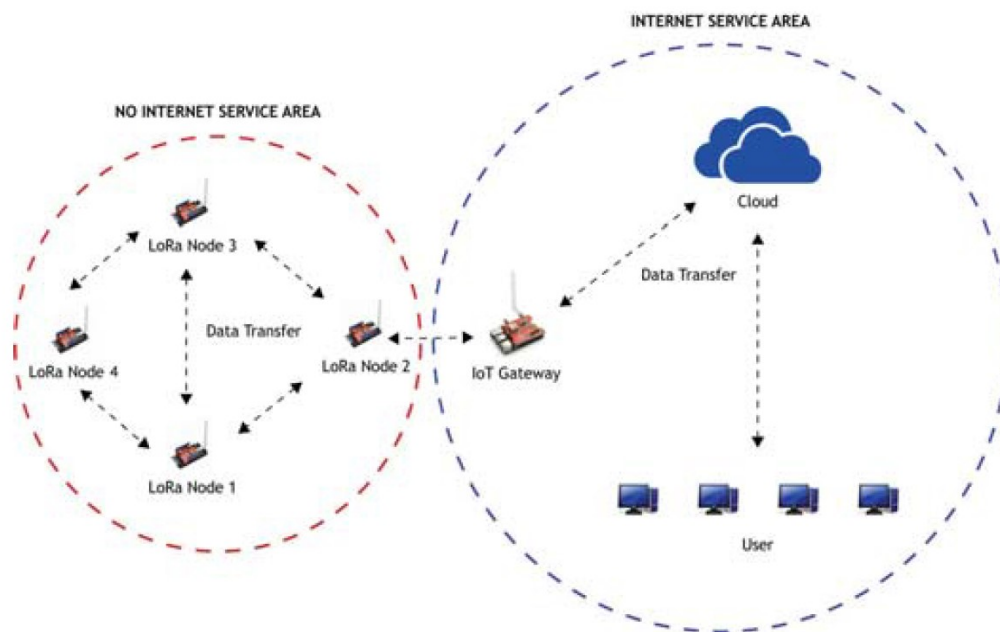 INTERNET SERVICE AREA
NO INTERNET SERVICE AREA
Cloud
LoRa Node 3
Data Transfer
Data Transfer
LoRa Node 4
LoRa Node 2
IoT Gateway
LoRa Node 1
User